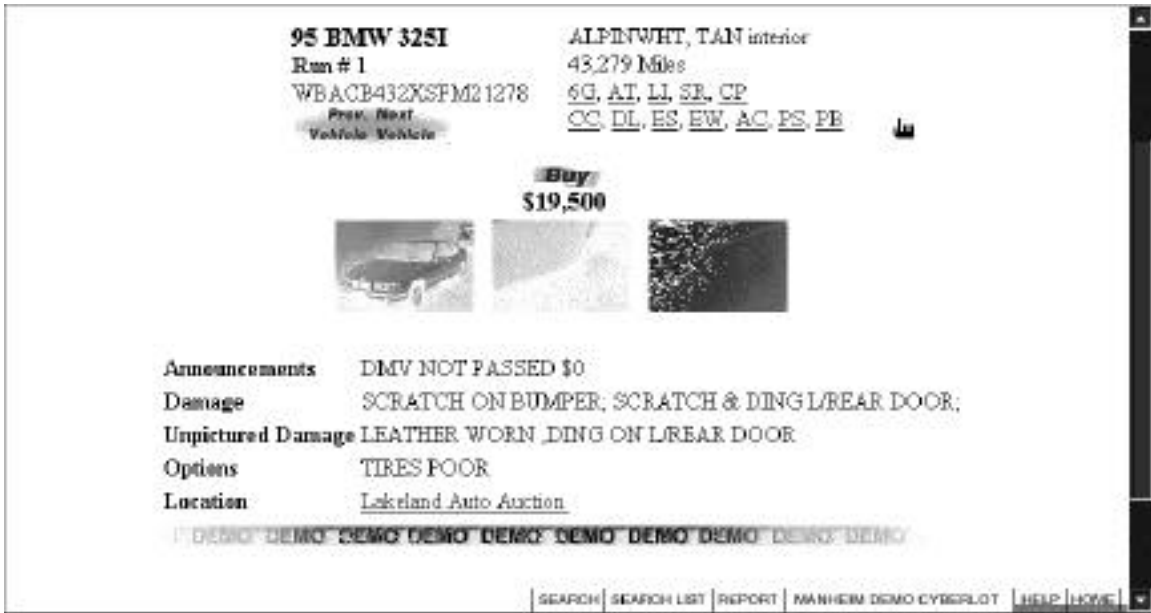 95 BMW 325I
Run # 1
WBACB432XSFM21278
Prev. Next
Vehicle Vehicle
ALPINWHT, TAN interior
43,279 Miles
6G, AT, LI, SR, CP
CC, DL, ES, EW, AC, PS, PB
Buy
$19,500
Announcements DMV NOT PASSED $0
Damage SCRATCH ON BUMPER; SCRATCH & DING L/REAR DOOR;
Unpictured Damage LEATHER WORN ,DING ON L/REAR DOOR
Options TIRES POOR
Location Lakeland Auto Auction
DEMO DEMO DEMO DEMO DEMO DEMO DEMO DEMO DEMO DEMO
SEARCH SEARCH LIST REPORT MANHEIM DEMO CYBERLOT HELP HOME